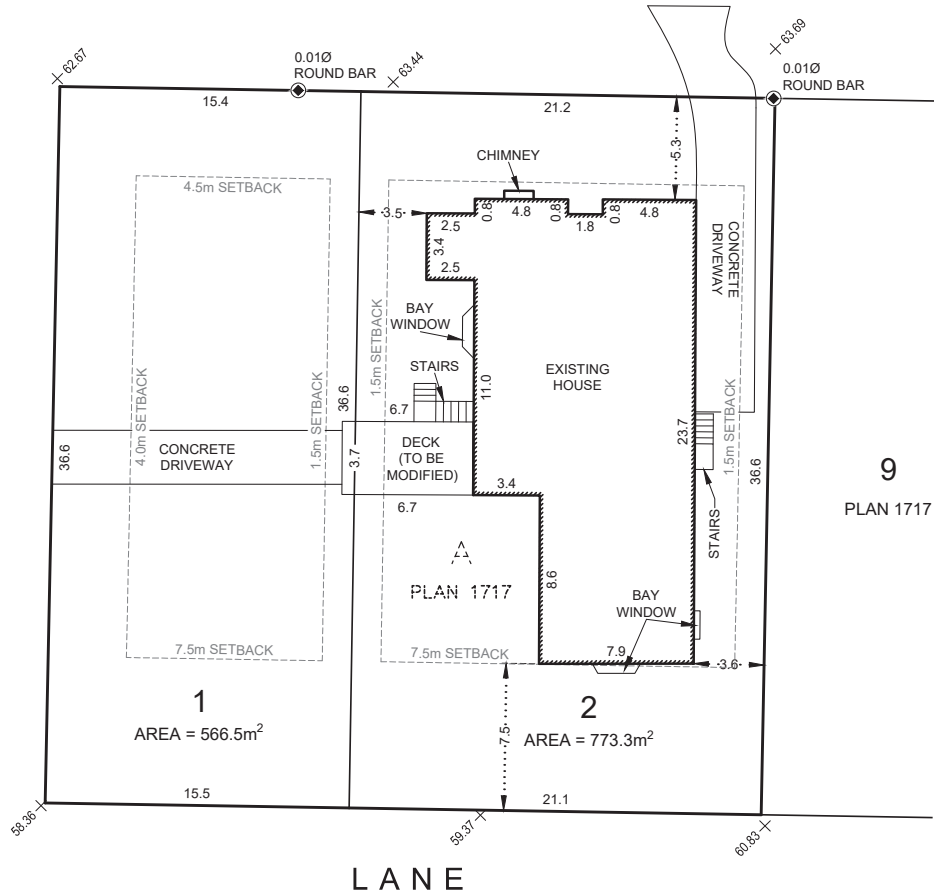 62.67
0.01Ø
ROUND BAR
63.44
63.69
0.01Ø
ROUND BAR
15.4
21.2
5.3
CHIMNEY
4.5m SETBACK
3.5
2.5
0.8
4.8
0.8
1.8
0.8
4.8
3.4
2.5
CONCRETE
DRIVEWAY
BAY
WINDOW
1.5m SETBACK
STAIRS
EXISTING
HOUSE
11.0
36.6
6.7
4.0m SETBACK
1.5m SETBACK
23.7
1.5m SETBACK
36.6
CONCRETE
DRIVEWAY
3.7
DECK
(TO BE
MODIFIED)
36.6
9
PLAN 1717
3.4
6.7
STAIRS
A
PLAN 1717
8.6
BAY
WINDOW
7.5m SETBACK
7.5m SETBACK
7.9
3.6
1
AREA = 566.5m²
7.5
2
AREA = 773.3m²
15.5
21.1
58.36
59.37
60.83
LANE